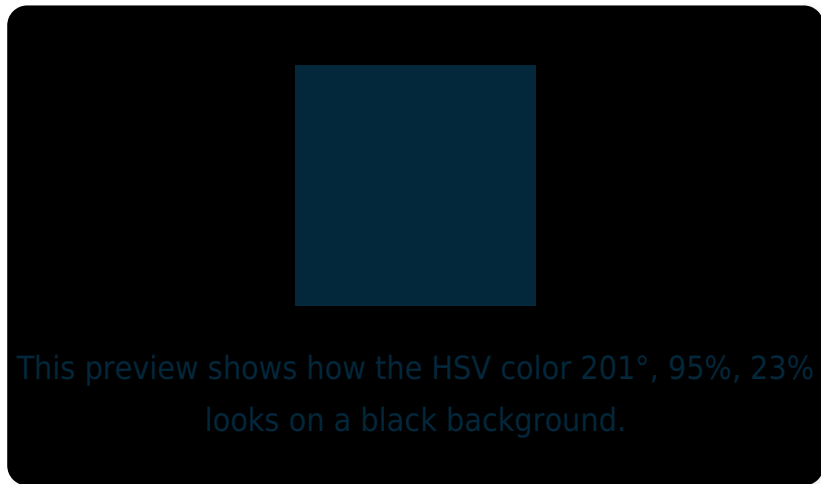 This preview shows how the HSV color 201°, 95%, 23%
looks on a black background.